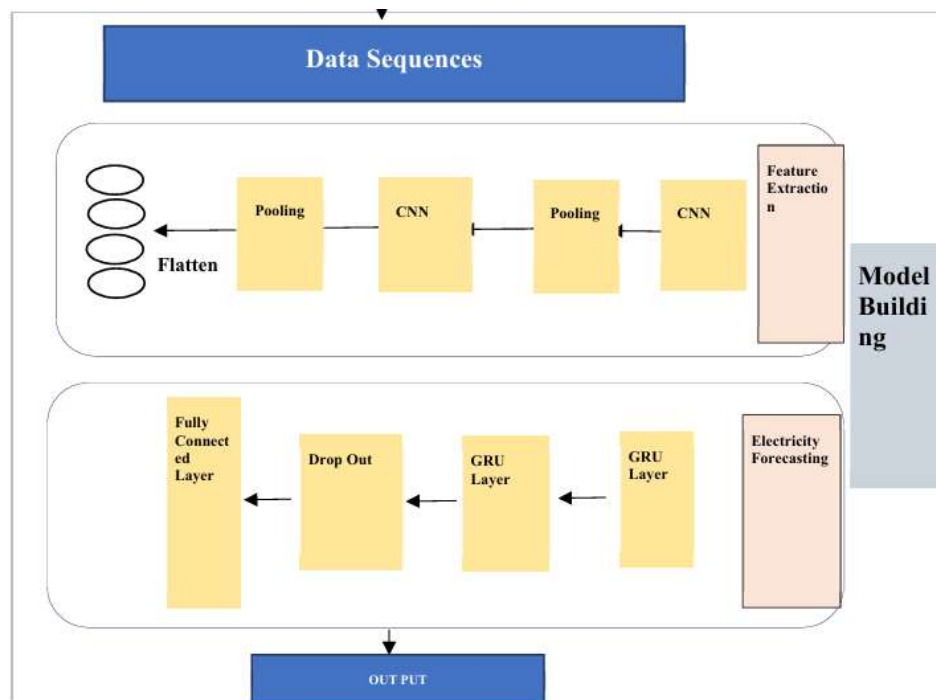 Data Sequences
Pooling
CNN
Pooling
CNN
Feature
Extractio
n
Flatten
Model
Buildi
ng
Fully
Connect
ed
Layer
Drop Out
GRU
Layer
GRU
Layer
Electricity
Forecasting
OUT PUT